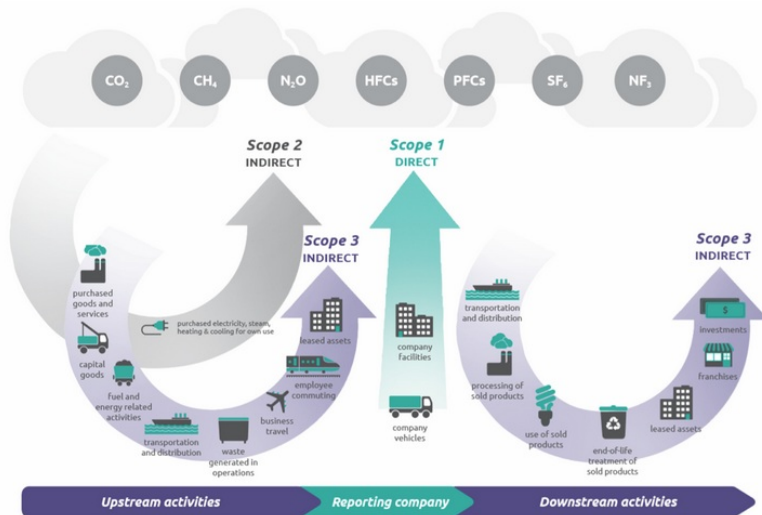 CO₂
CH₄
N₂O
HFCs
PFCs
SF₆
NF₃
Scope 2
INDIRECT
Scope 1
DIRECT
Scope 3
INDIRECT
Scope 3
INDIRECT
purchased
goods and
services
capital
goods
fuel and
energy related
activities
transportation
and distribution
waste
generated in
operations
business
travel
employee
commuting
leased assets
purchased electricity, steam,
heating & cooling for own use
company
facilities
company
vehicles
transportation
and distribution
processing of
sold products
use of sold
products
end-of-life
treatment of
sold products
leased assets
franchises
$
investments
Upstream activities
Reporting company
Downstream activities